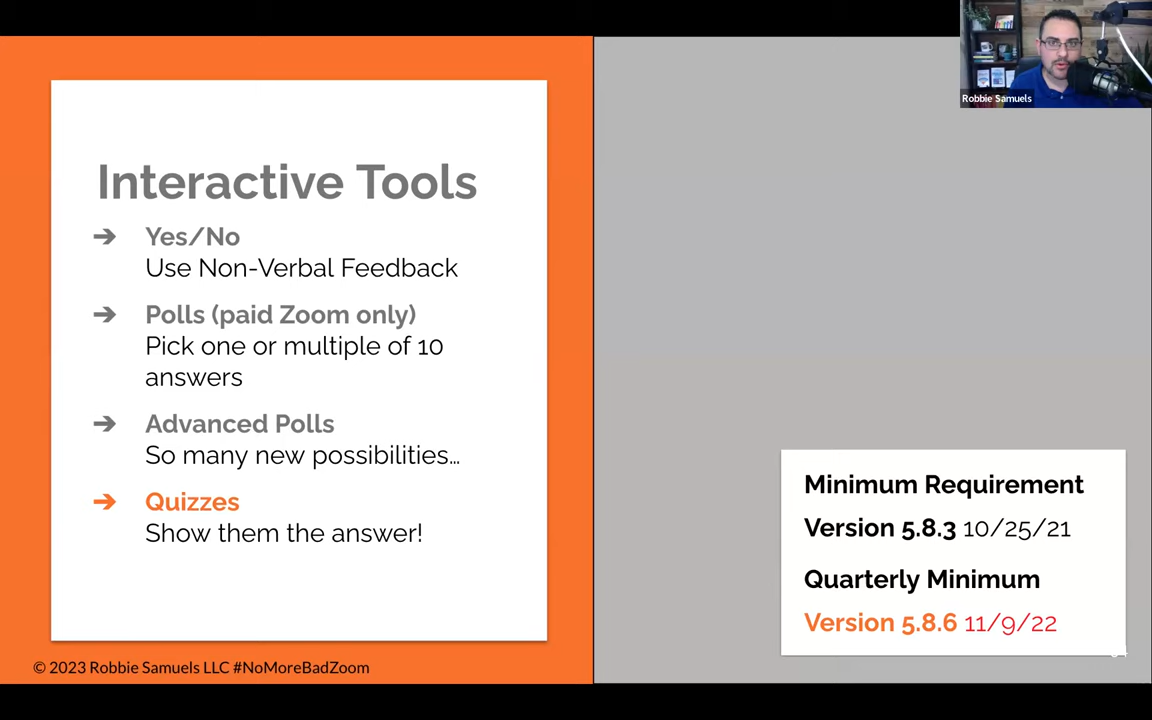 Robbie Samuels
Interactive Tools
➔ Yes/No
Use Non-Verbal Feedback
➔ Polls (paid Zoom only)
Pick one or multiple of 10
answers
➔ Advanced Polls
So many new possibilities…
➔ Quizzes
Show them the answer!
Minimum Requirement
Version 5.8.3 10/25/21
Quarterly Minimum
Version 5.8.6 11/9/22
© 2023 Robbie Samuels LLC #NoMoreBadZoom